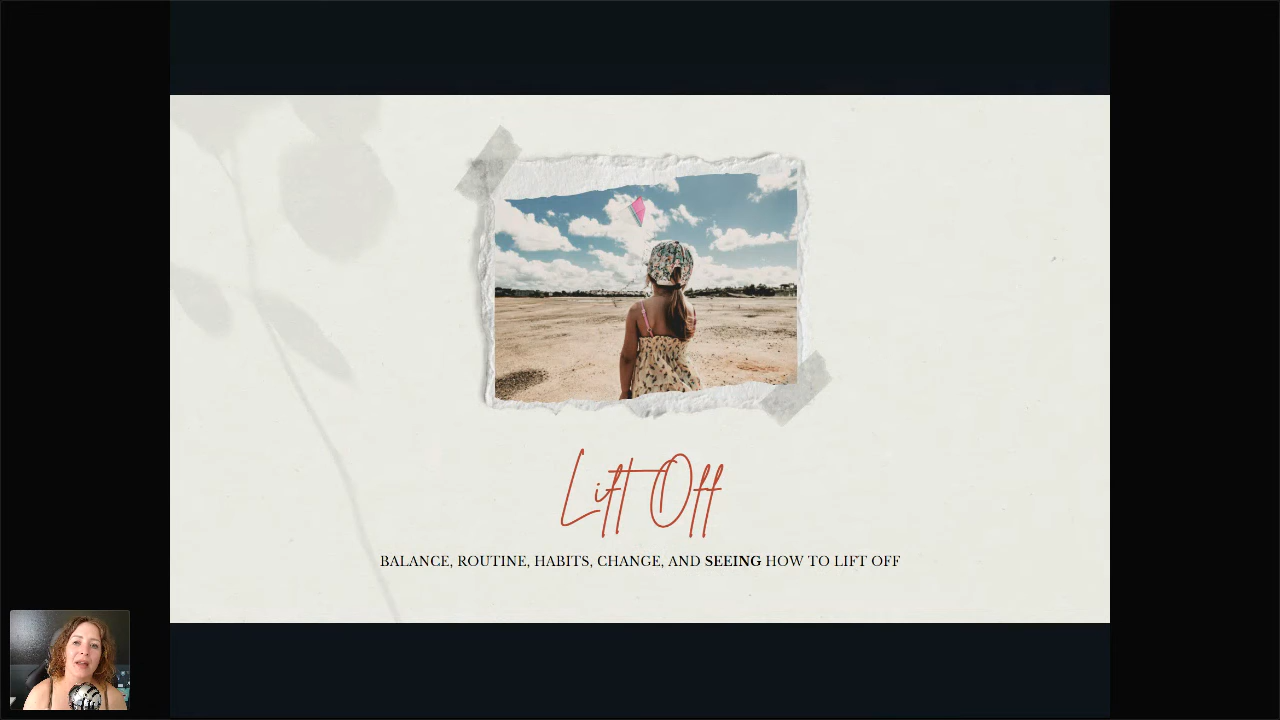 Lift Off
BALANCE, ROUTINE, HABITS, CHANGE, AND SEEING HOW TO LIFT OFF